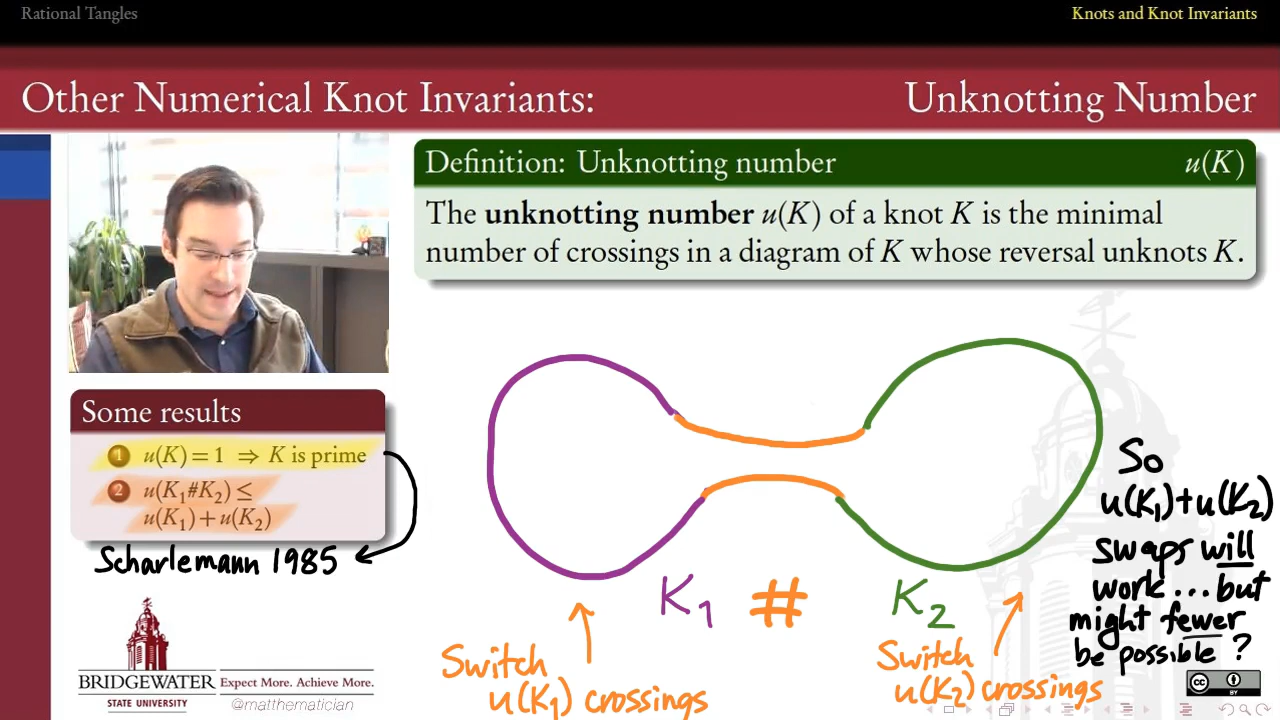 Rational Tangles
Knots and Knot Invariants
Other Numerical Knot Invariants:
Unknotting Number
Definition: Unknotting number
u(K)
The unknotting number u(K) of a knot K is the minimal
number of crossings in a diagram of K whose reversal unknots K.
Some results
1 u(K) = 1 ⇒ K is prime
2 u(K₁#K₂) ≤
u(K₁) + u(K₂)
Scharlemann 1985
K₁ # K₂
Switch
u(K₁) crossings
Switch
u(K₂) crossings
So
u(K₁)+u(K₂)
swaps will
work...but
might fewer
be possible?
BRIDGEWATER
STATE UNIVERSITY
Expect More. Achieve More.
@matthematician
cc
BY